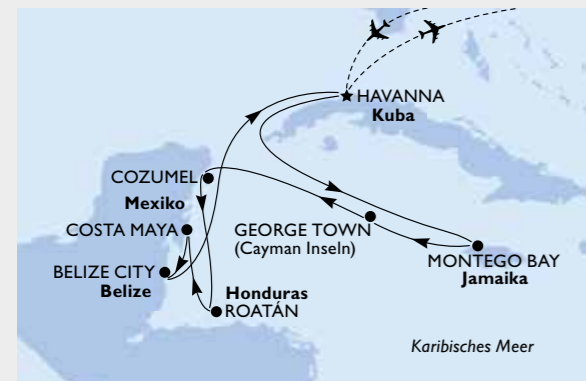 HAVANNA
Kuba
COZUMEL
Mexiko
COSTA MAYA
GEORGE TOWN
(Cayman Inseln)
MONTEGO BAY
Jamaika
BELIZE CITY
Belize
Honduras
ROATÁN
Karibisches Meer